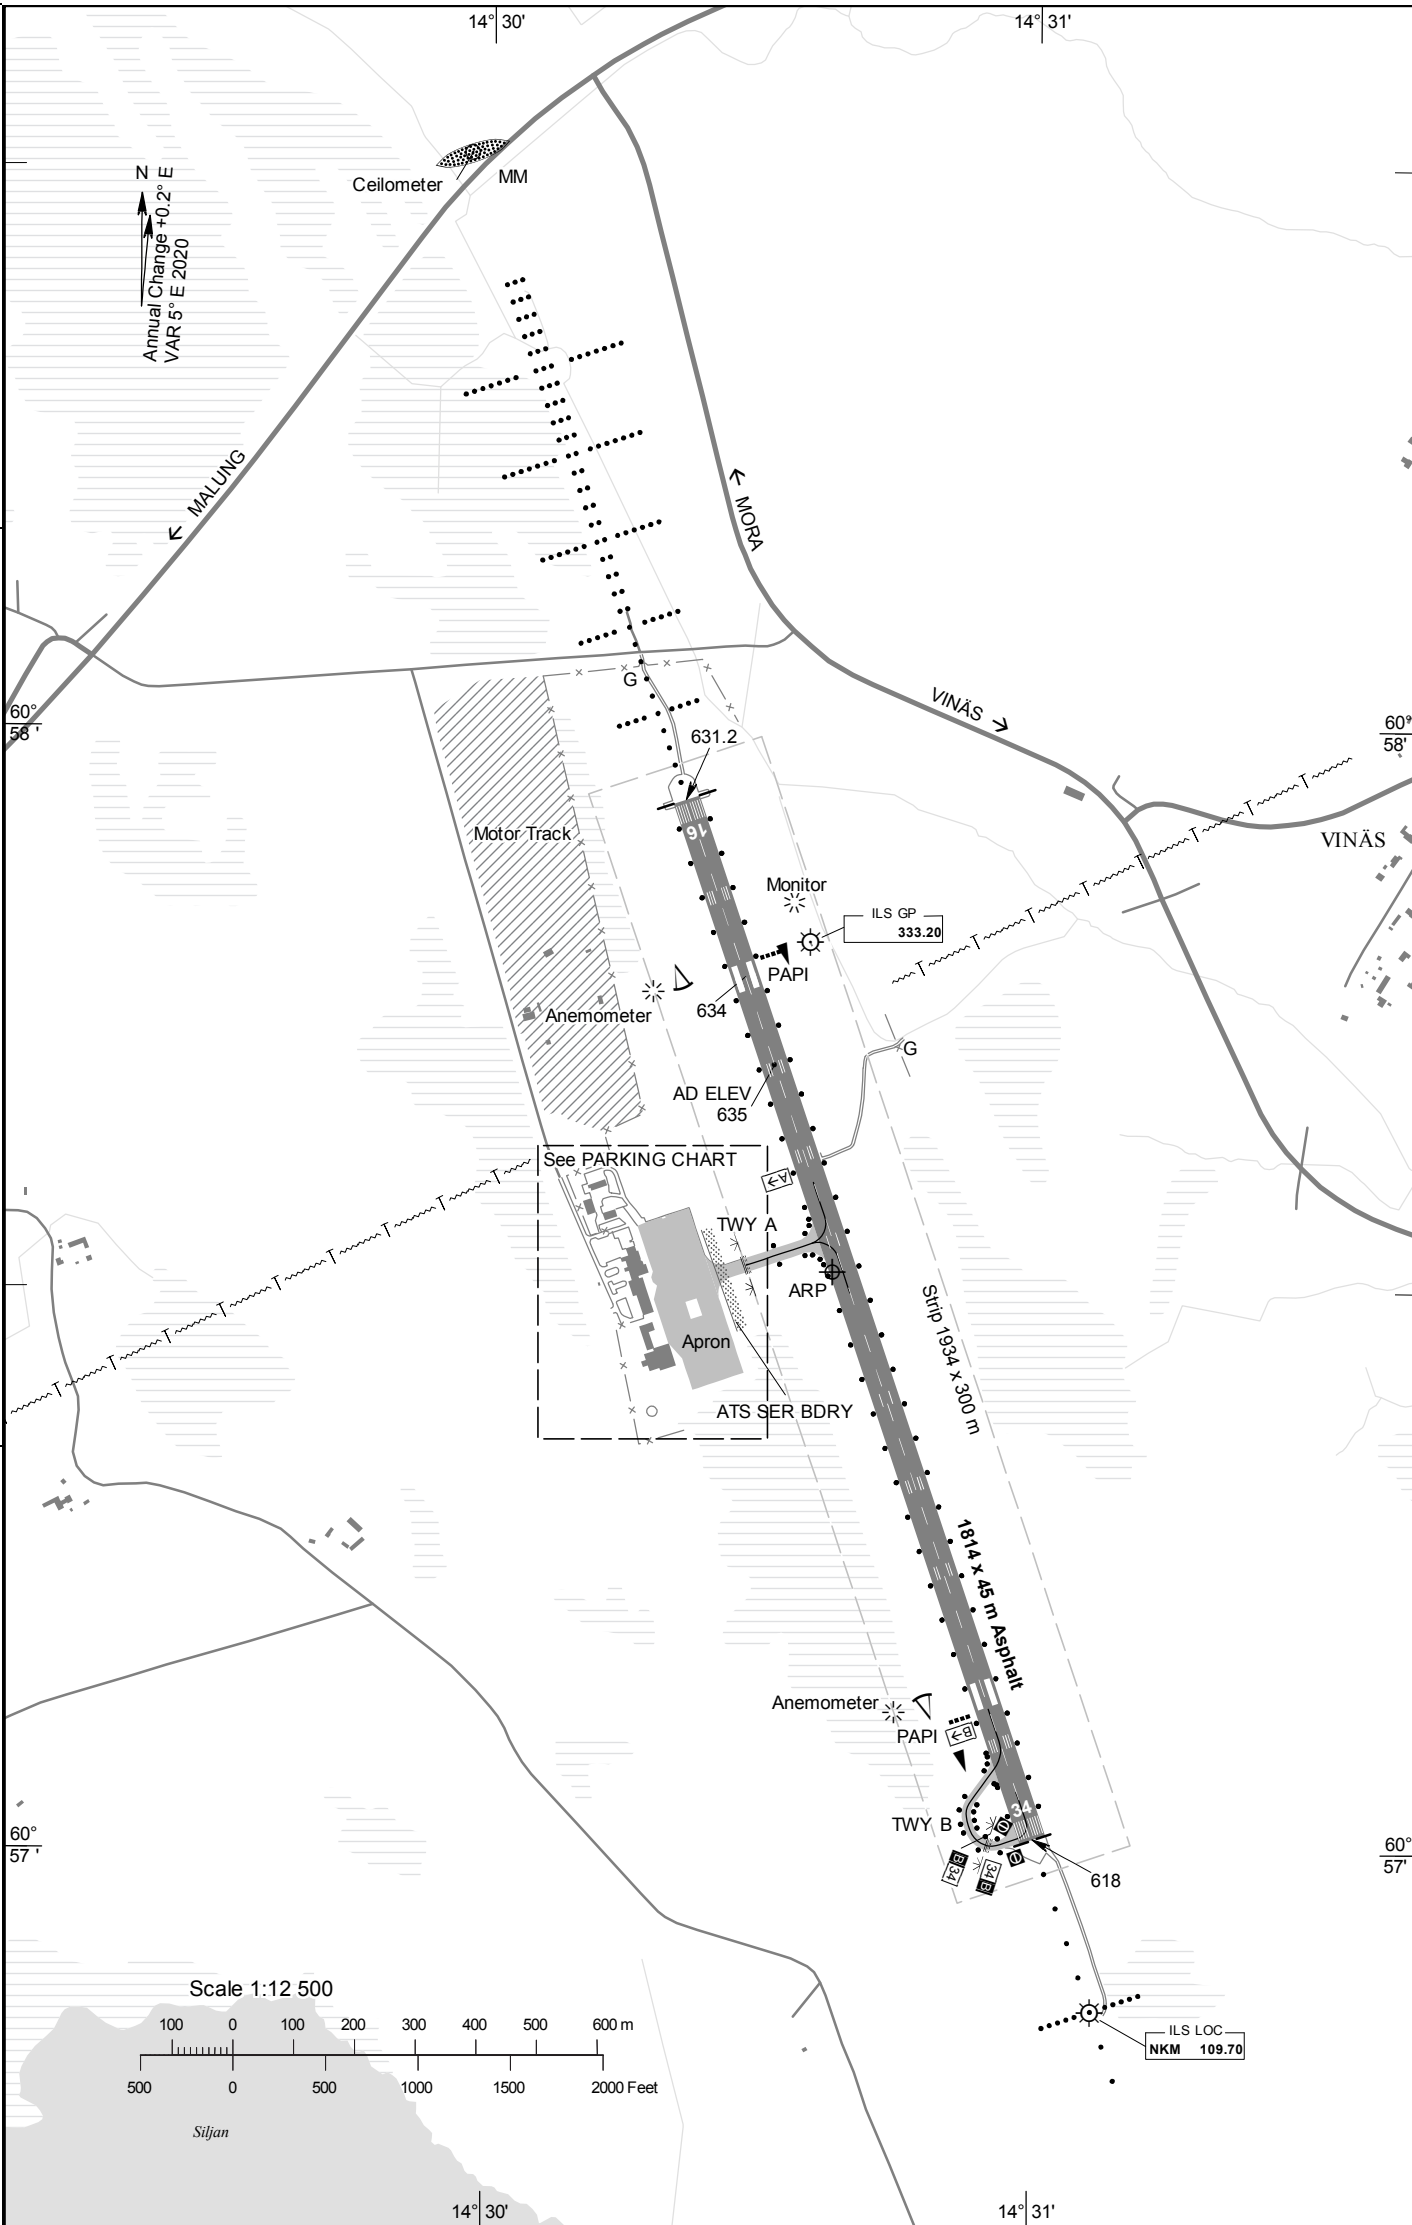 14° 30'
14° 31'
N
Annual Change +0.2° E
VAR 5° E 2020
Ceilometer
MM
← MALUNG
← MORA
VINÄS →
60°
58 '
60°
58'
G
631.2
16
Motor Track
VINÄS
Monitor
ILS GP
333.20
PAPI
634
Anemometer
G
AD ELEV
635
T T T T T
T T T T T T T T T
See PARKING CHART
A→
TWY A
ARP
Strip 1934 x 300 m
Apron
ATS SER BDRY
1814 x 45 m Asphalt
Anemometer
PAPI
B→
TWY B
34
B 34
34 B
618
60°
57 '
60°
57'
Scale 1:12 500
100 0 100 200 300 400 500 600 m
500 0 500 1000 1500 2000 Feet
ILS LOC
NKM 109.70
Siljan
14° 30'
14° 31'